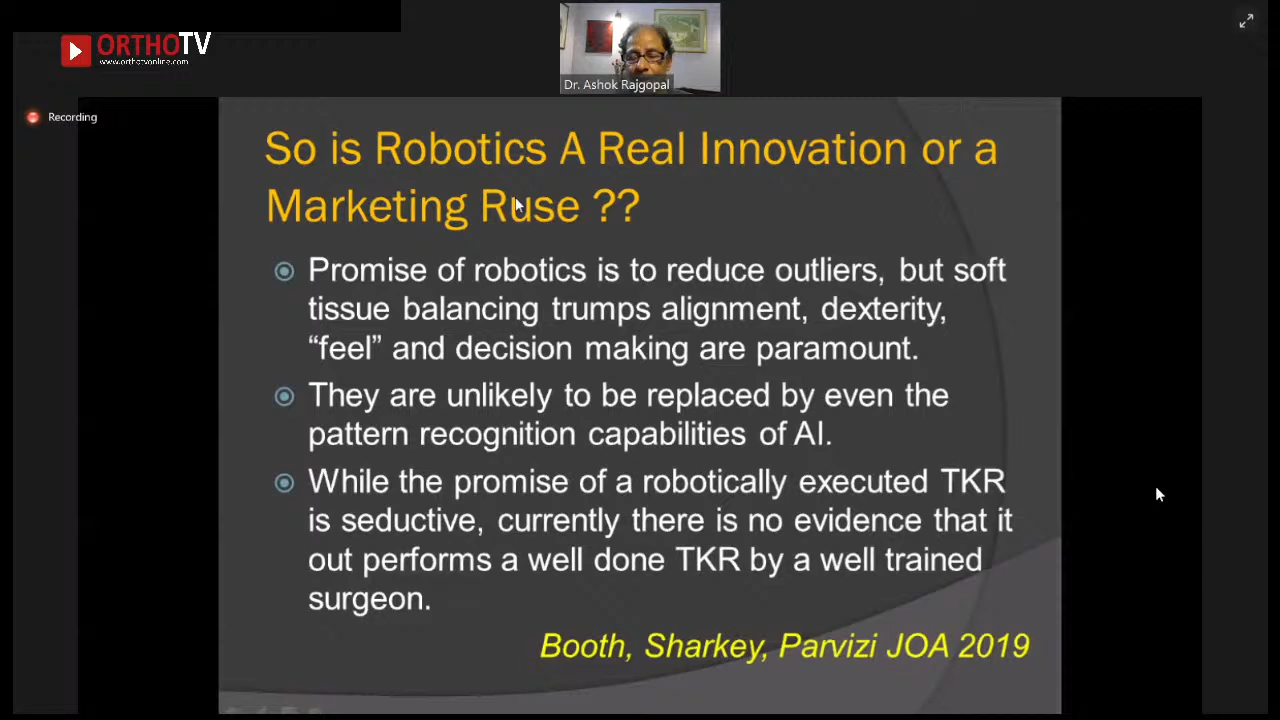 ORTHOTV
www.orthotvonline.com
Dr. Ashok Rajgopal
Recording
So is Robotics A Real Innovation or a
Marketing Ruse ??
Promise of robotics is to reduce outliers, but soft
tissue balancing trumps alignment, dexterity,
“feel” and decision making are paramount.
They are unlikely to be replaced by even the
pattern recognition capabilities of AI.
While the promise of a robotically executed TKR
is seductive, currently there is no evidence that it
out performs a well done TKR by a well trained
surgeon.
Booth, Sharkey, Parvizi JOA 2019